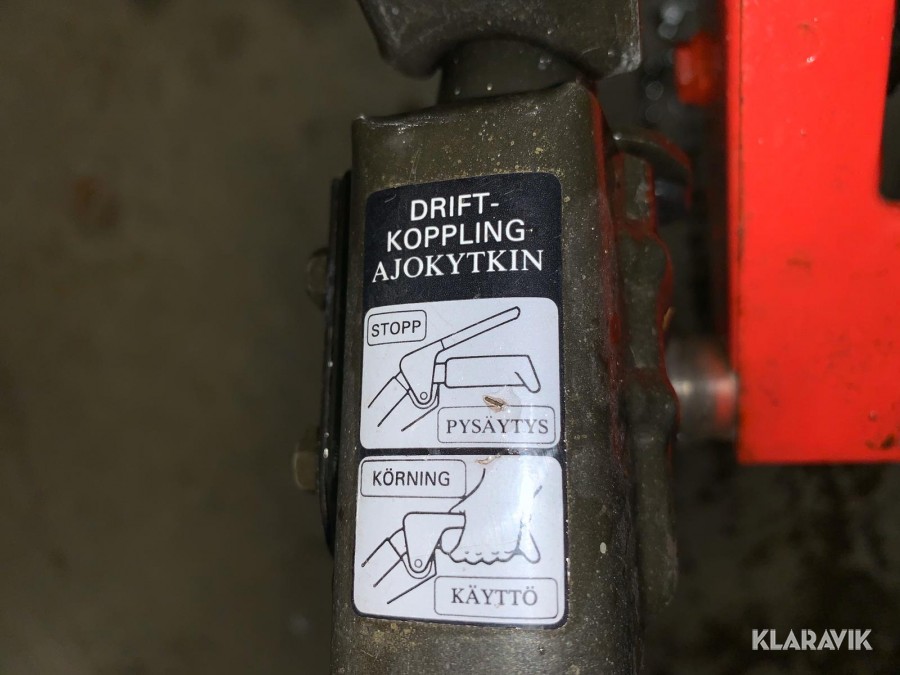 DRIFT-
KOPPLING
AJOKYTKIN
STOPP
PYSÄYTYS
KÖRNING
KÄYTTÖ
KLARAVIK